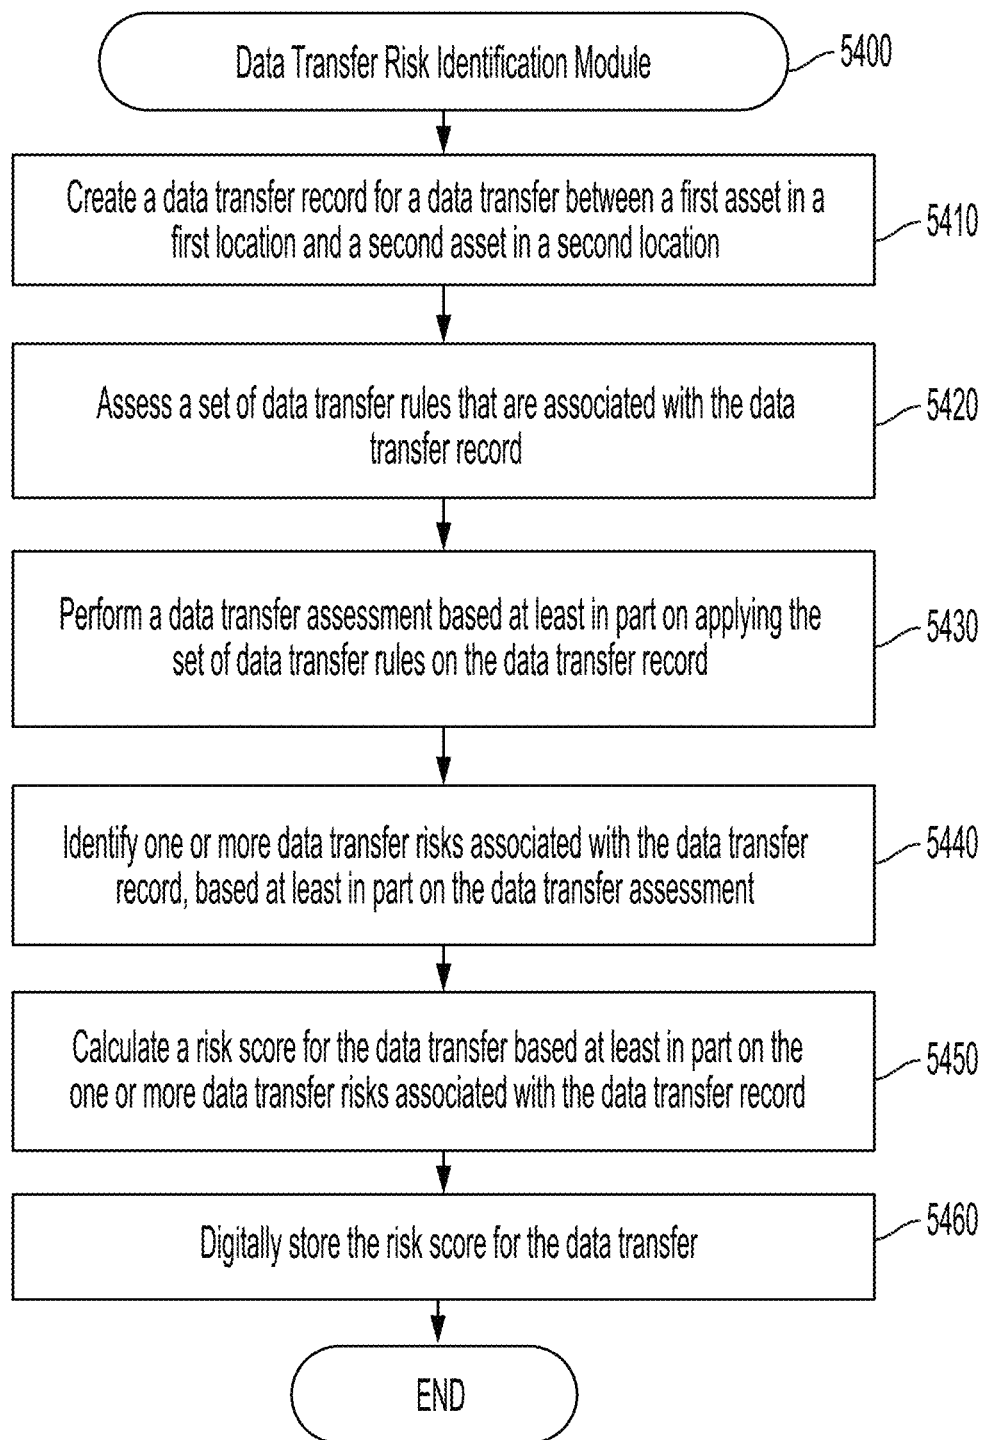 Data Transfer Risk Identification Module
5400
Create a data transfer record for a data transfer between a first asset in a
first location and a second asset in a second location
5410
Assess a set of data transfer rules that are associated with the data
transfer record
5420
Perform a data transfer assessment based at least in part on applying the
set of data transfer rules on the data transfer record
5430
Identify one or more data transfer risks associated with the data transfer
record, based at least in part on the data transfer assessment
5440
Calculate a risk score for the data transfer based at least in part on the
one or more data transfer risks associated with the data transfer record
5450
Digitally store the risk score for the data transfer
5460
END